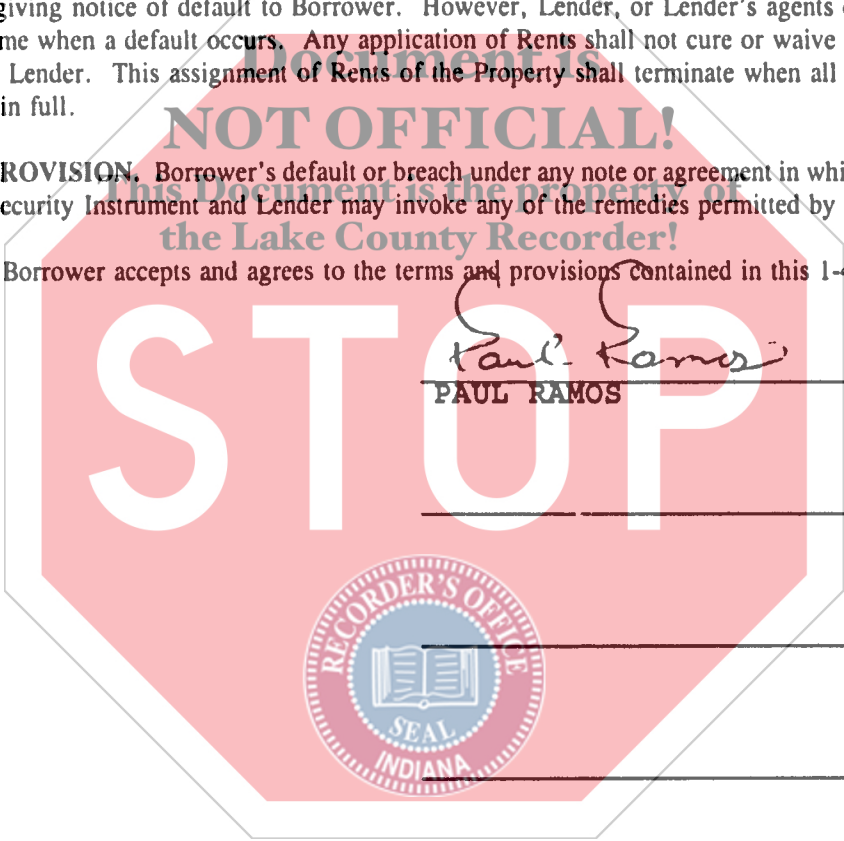 giving notice of default to Borrower. However, Lender, or Lender's agents
me when a default occurs. Any application of Rents shall not cure or waive
Lender. This assignment of Rents of the Property shall terminate when all
in full.
Document is
NOT OFFICIAL!
ROVISION. Borrower's default or breach under any note or agreement in whi
This Document is the property of
ecurity Instrument and Lender may invoke any of the remedies permitted by
the Lake County Recorder!
Borrower accepts and agrees to the terms and provisions contained in this 1-
Paul Ramos
PAUL RAMOS
STOP
RECORDER'S OFFICE
SEAL
INDIANA